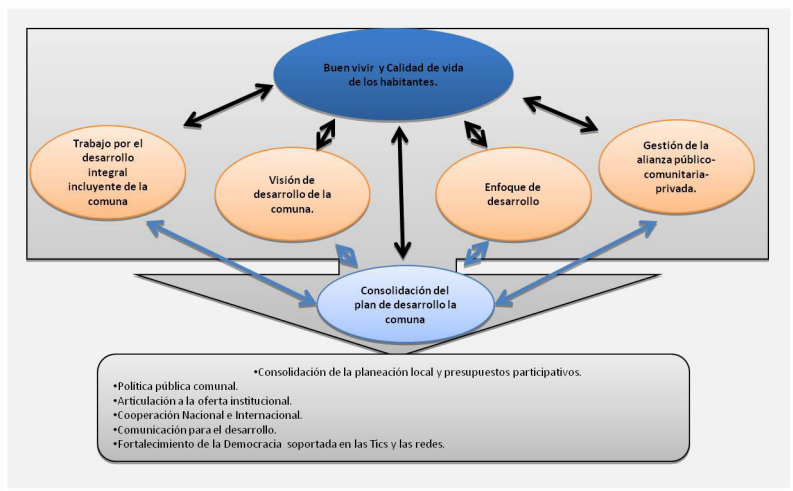 Buen vivir y Calidad de vida
de los habitantes.
Trabajo por el
desarrollo
integral
incluyente de la
comuna
Visión de
desarrollo de la
comuna.
Enfoque de
desarrollo
Gestión de la
alianza público-
comunitaria-
privada.
Consolidación del
plan de desarrollo la
comuna
•Consolidación de la planeación local y presupuestos participativos.
•Política pública comunal.
•Articulación a la oferta institucional.
•Cooperación Nacional e Internacional.
•Comunicación para el desarrollo.
•Fortalecimiento de la Democracia soportada en las Tics y las redes.